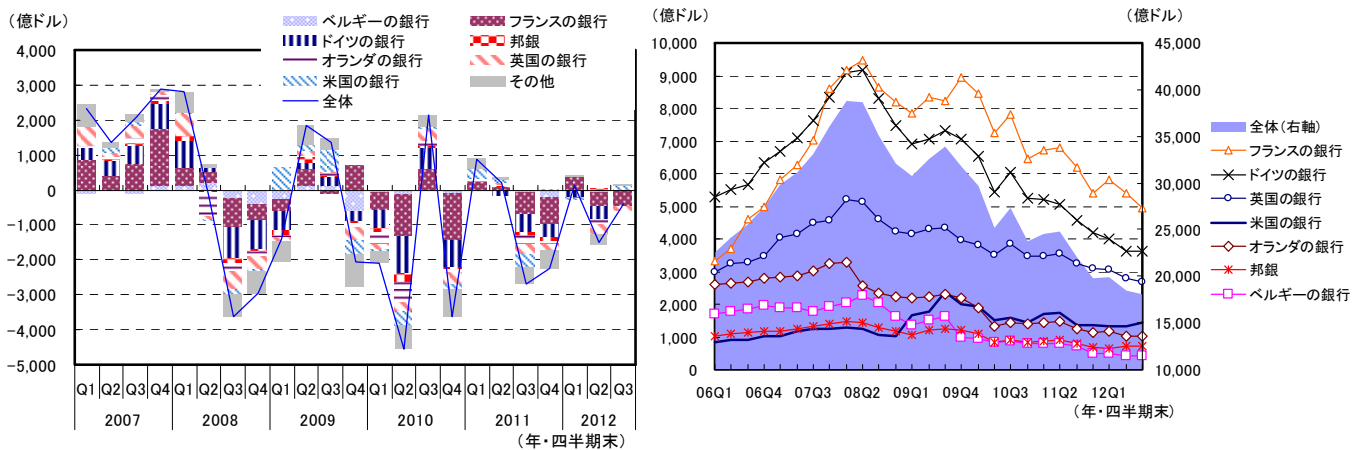 （億ドル）
ベルギーの銀行
フランスの銀行
ドイツの銀行
邦銀
オランダの銀行
英国の銀行
米国の銀行
その他
全体
4,000
3,000
2,000
1,000
0
-1,000
-2,000
-3,000
-4,000
-5,000
Q1 Q2 Q3 Q4 Q1 Q2 Q3 Q4 Q1 Q2 Q3 Q4 Q1 Q2 Q3 Q4 Q1 Q2 Q3 Q4 Q1 Q2 Q3
2007 2008 2009 2010 2011 2012
（年・四半期末）
（億ドル） （億ドル）
10,000
9,000
8,000
7,000
6,000
5,000
4,000
3,000
2,000
1,000
0
45,000
40,000
35,000
30,000
25,000
20,000
15,000
10,000
06Q1 06Q4 07Q3 08Q2 09Q1 09Q4 10Q3 11Q2 12Q1
（年・四半期末）
全体（右軸）
フランスの銀行
ドイツの銀行
英国の銀行
米国の銀行
オランダの銀行
邦銀
ベルギーの銀行